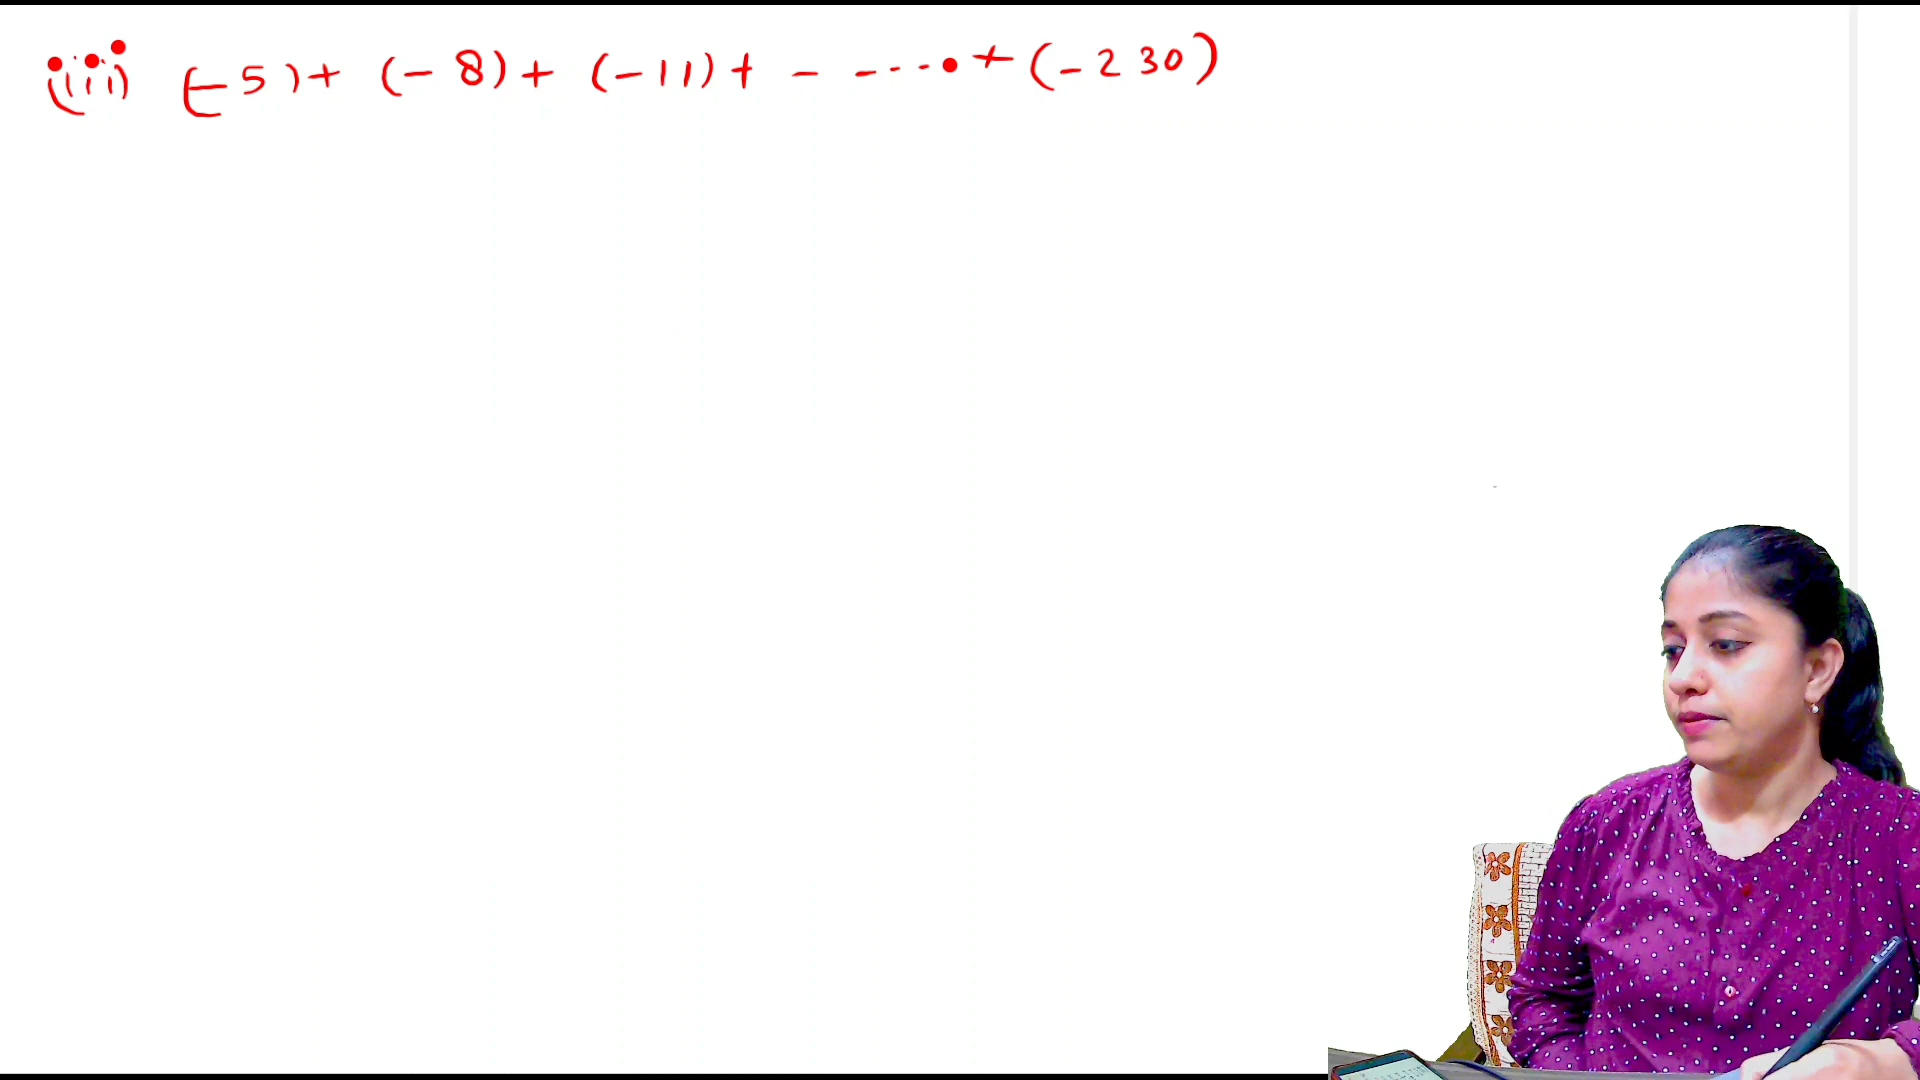 (iii) (-5)+ (-8)+ (-11)+ - -----+(-230)